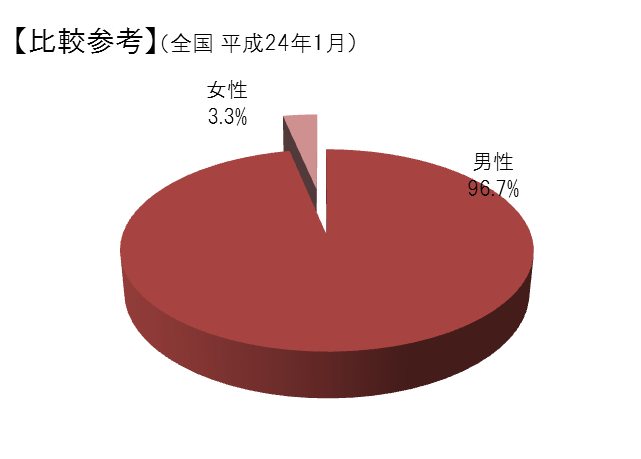 【比較参考】（全国 平成24年1月）
女性
3.3%
男性
96.7%